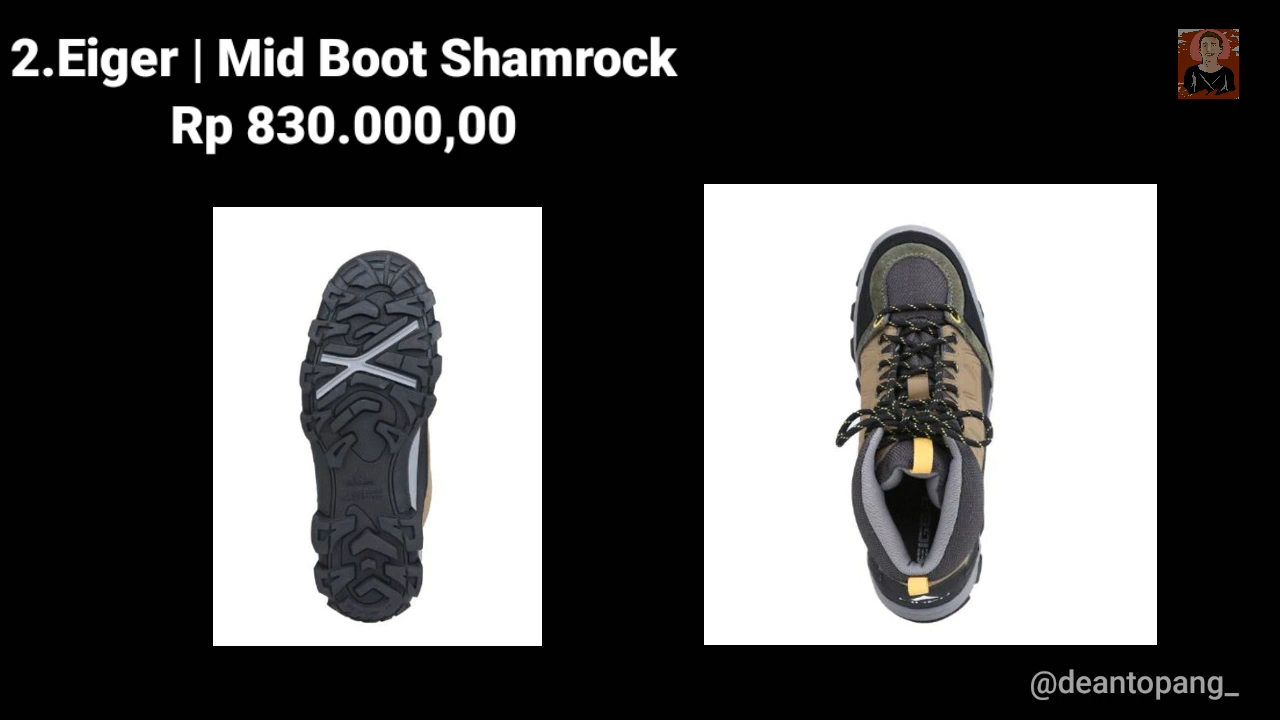 2.Eiger | Mid Boot Shamrock
Rp 830.000,00
@deantopang_